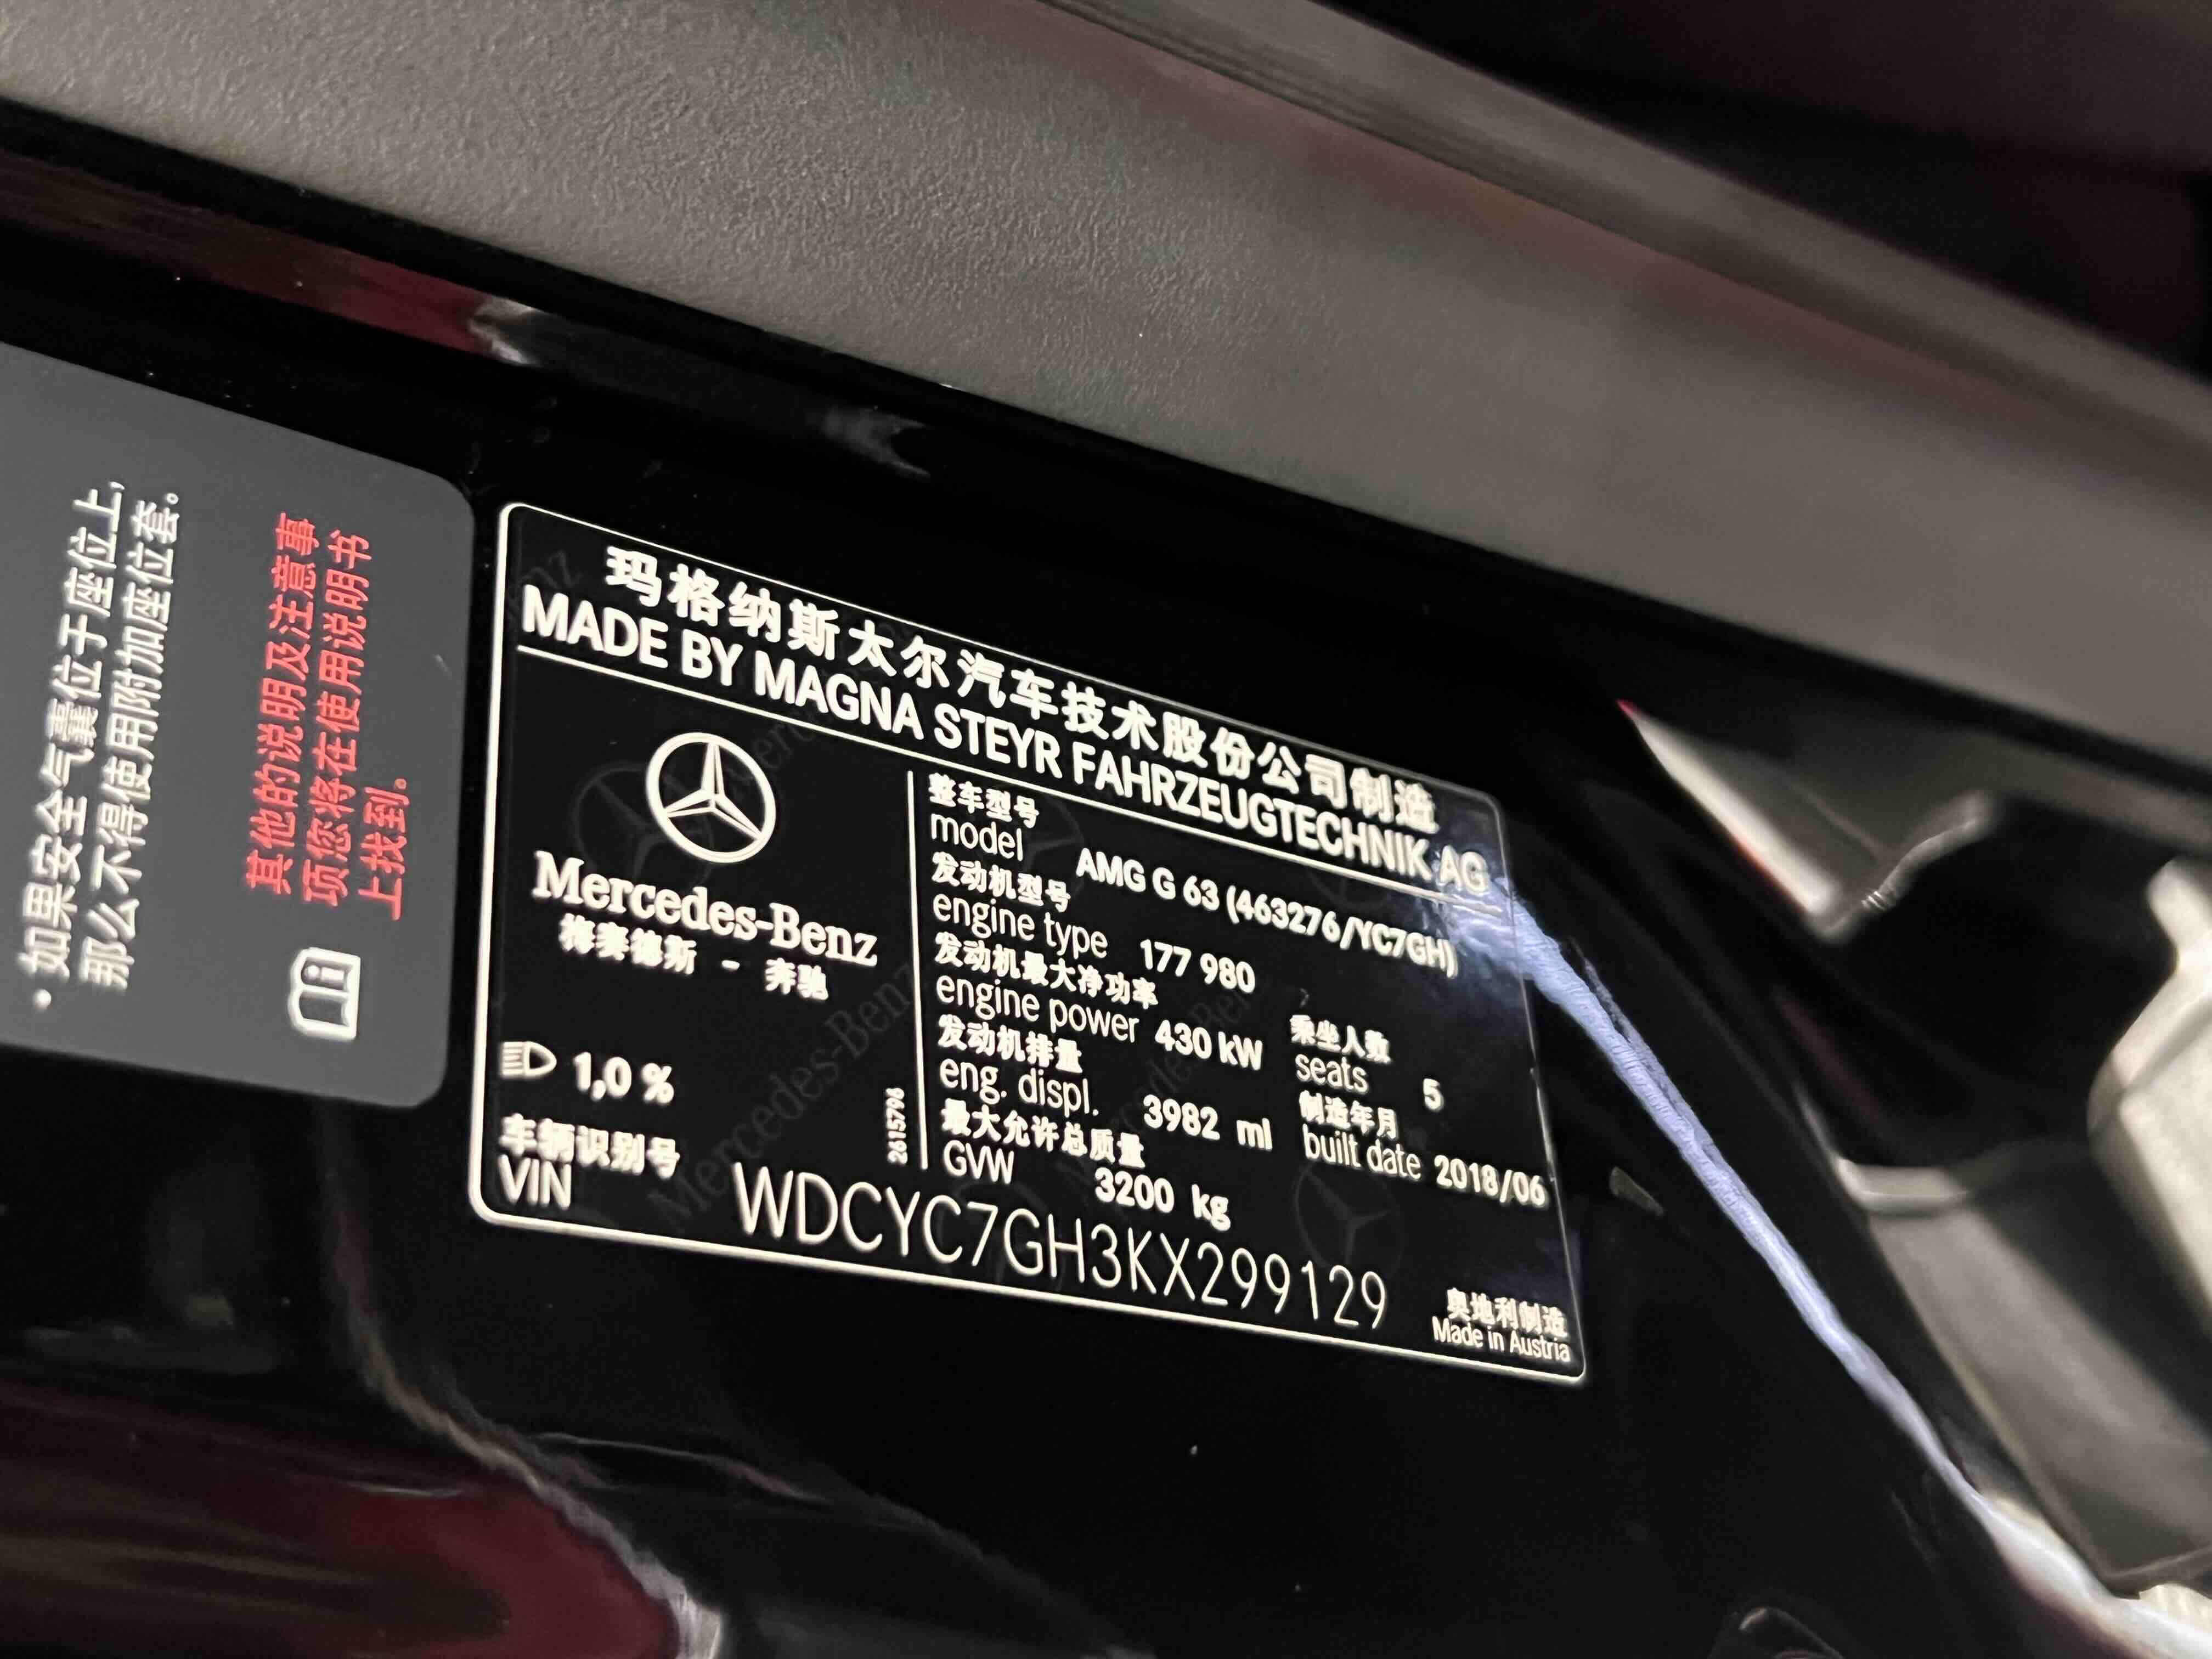 • 如果安全气囊位于座位上,
那么不得使用附加座位套。
其他的说明及注意事
项您将在使用说明书
上找到。
玛格纳斯太尔汽车技术股份公司制造
MADE BY MAGNA STEYR FAHRZEUGTECHNIK AG
Mercedes-Benz
梅赛德斯 - 奔驰
1,0 %
2615796
整车型号
model AMG G 63 (463276/YC7GH)
发动机型号
engine type 177 980
发动机最大净功率
engine power 430 kW
乘坐人数
seats 5
发动机排量
eng. displ. 3982 ml
制造年月
built date 2018/06
最大允许总质量
GVW 3200 kg
车辆识别号
VIN WDCYC7GH3KX299129
奥地利制造
Made in Austria